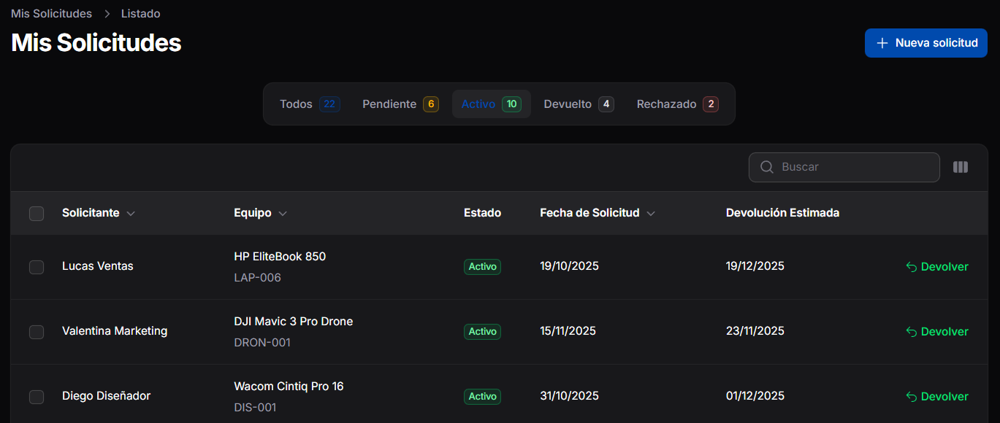 Mis Solicitudes > Listado
Mis Solicitudes
+ Nueva solicitud
Todos 22 Pendiente 6 Activo 10 Devuelto 4 Rechazado 2
Buscar
Solicitante Equipo Estado Fecha de Solicitud Devolución Estimada
Lucas Ventas HP EliteBook 850 Activo 19/10/2025 19/12/2025 Devolver
LAP-006
Valentina Marketing DJI Mavic 3 Pro Drone Activo 15/11/2025 23/11/2025 Devolver
DRON-001
Diego Diseñador Wacom Cintiq Pro 16 Activo 31/10/2025 01/12/2025 Devolver
DIS-001